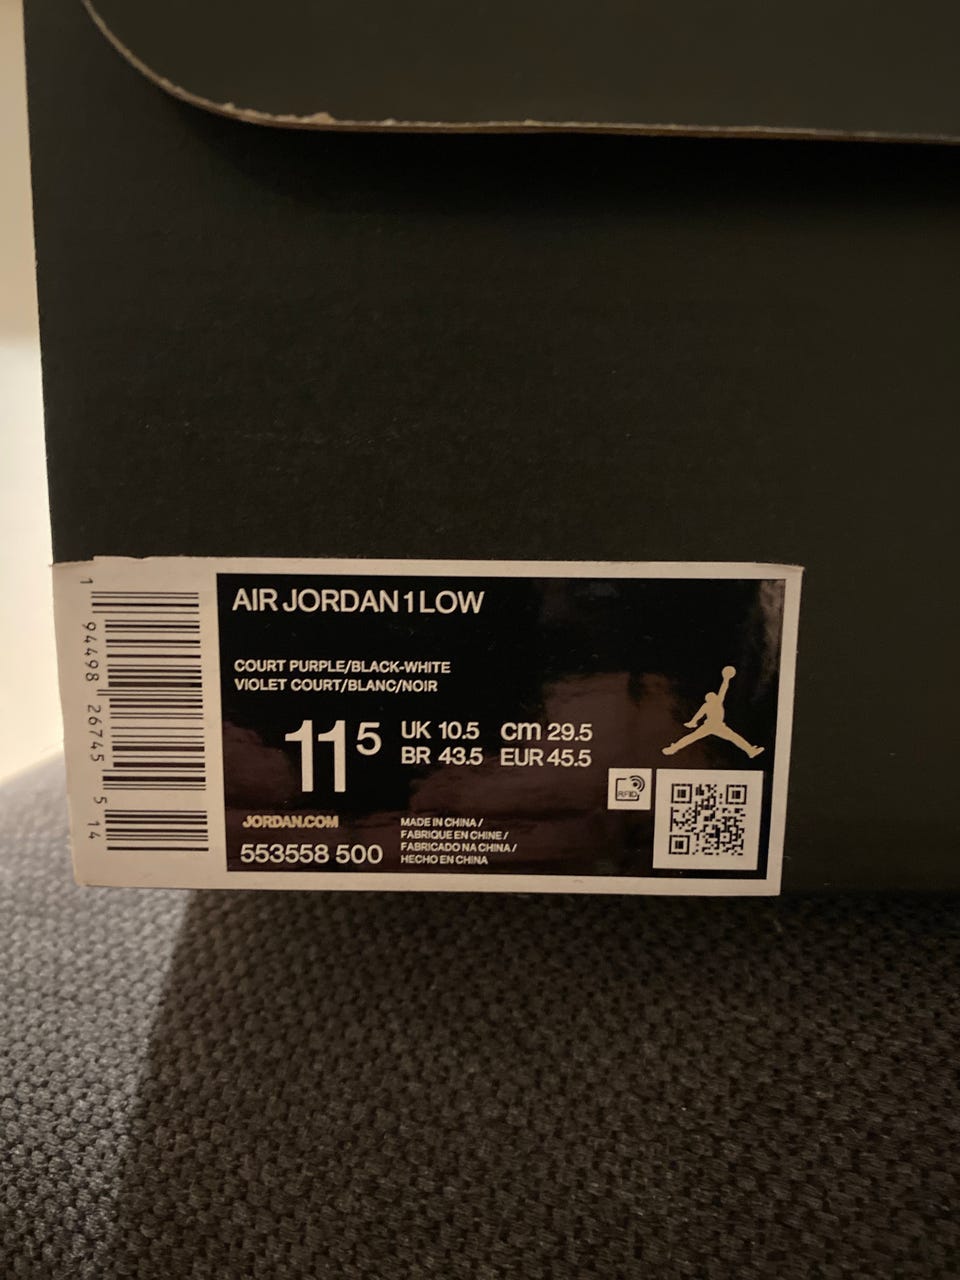 AIR JORDAN 1 LOW
COURT PURPLE/BLACK-WHITE
VIOLET COURT/BLANC/NOIR
11 5
UK 10.5 cm 29.5
BR 43.5 EUR 45.5
RFID
JORDAN.COM
553558 500
MADE IN CHINA /
FABRIQUE EN CHINE /
FABRICADO NA CHINA /
HECHO EN CHINA
1 94498 26745 5 14